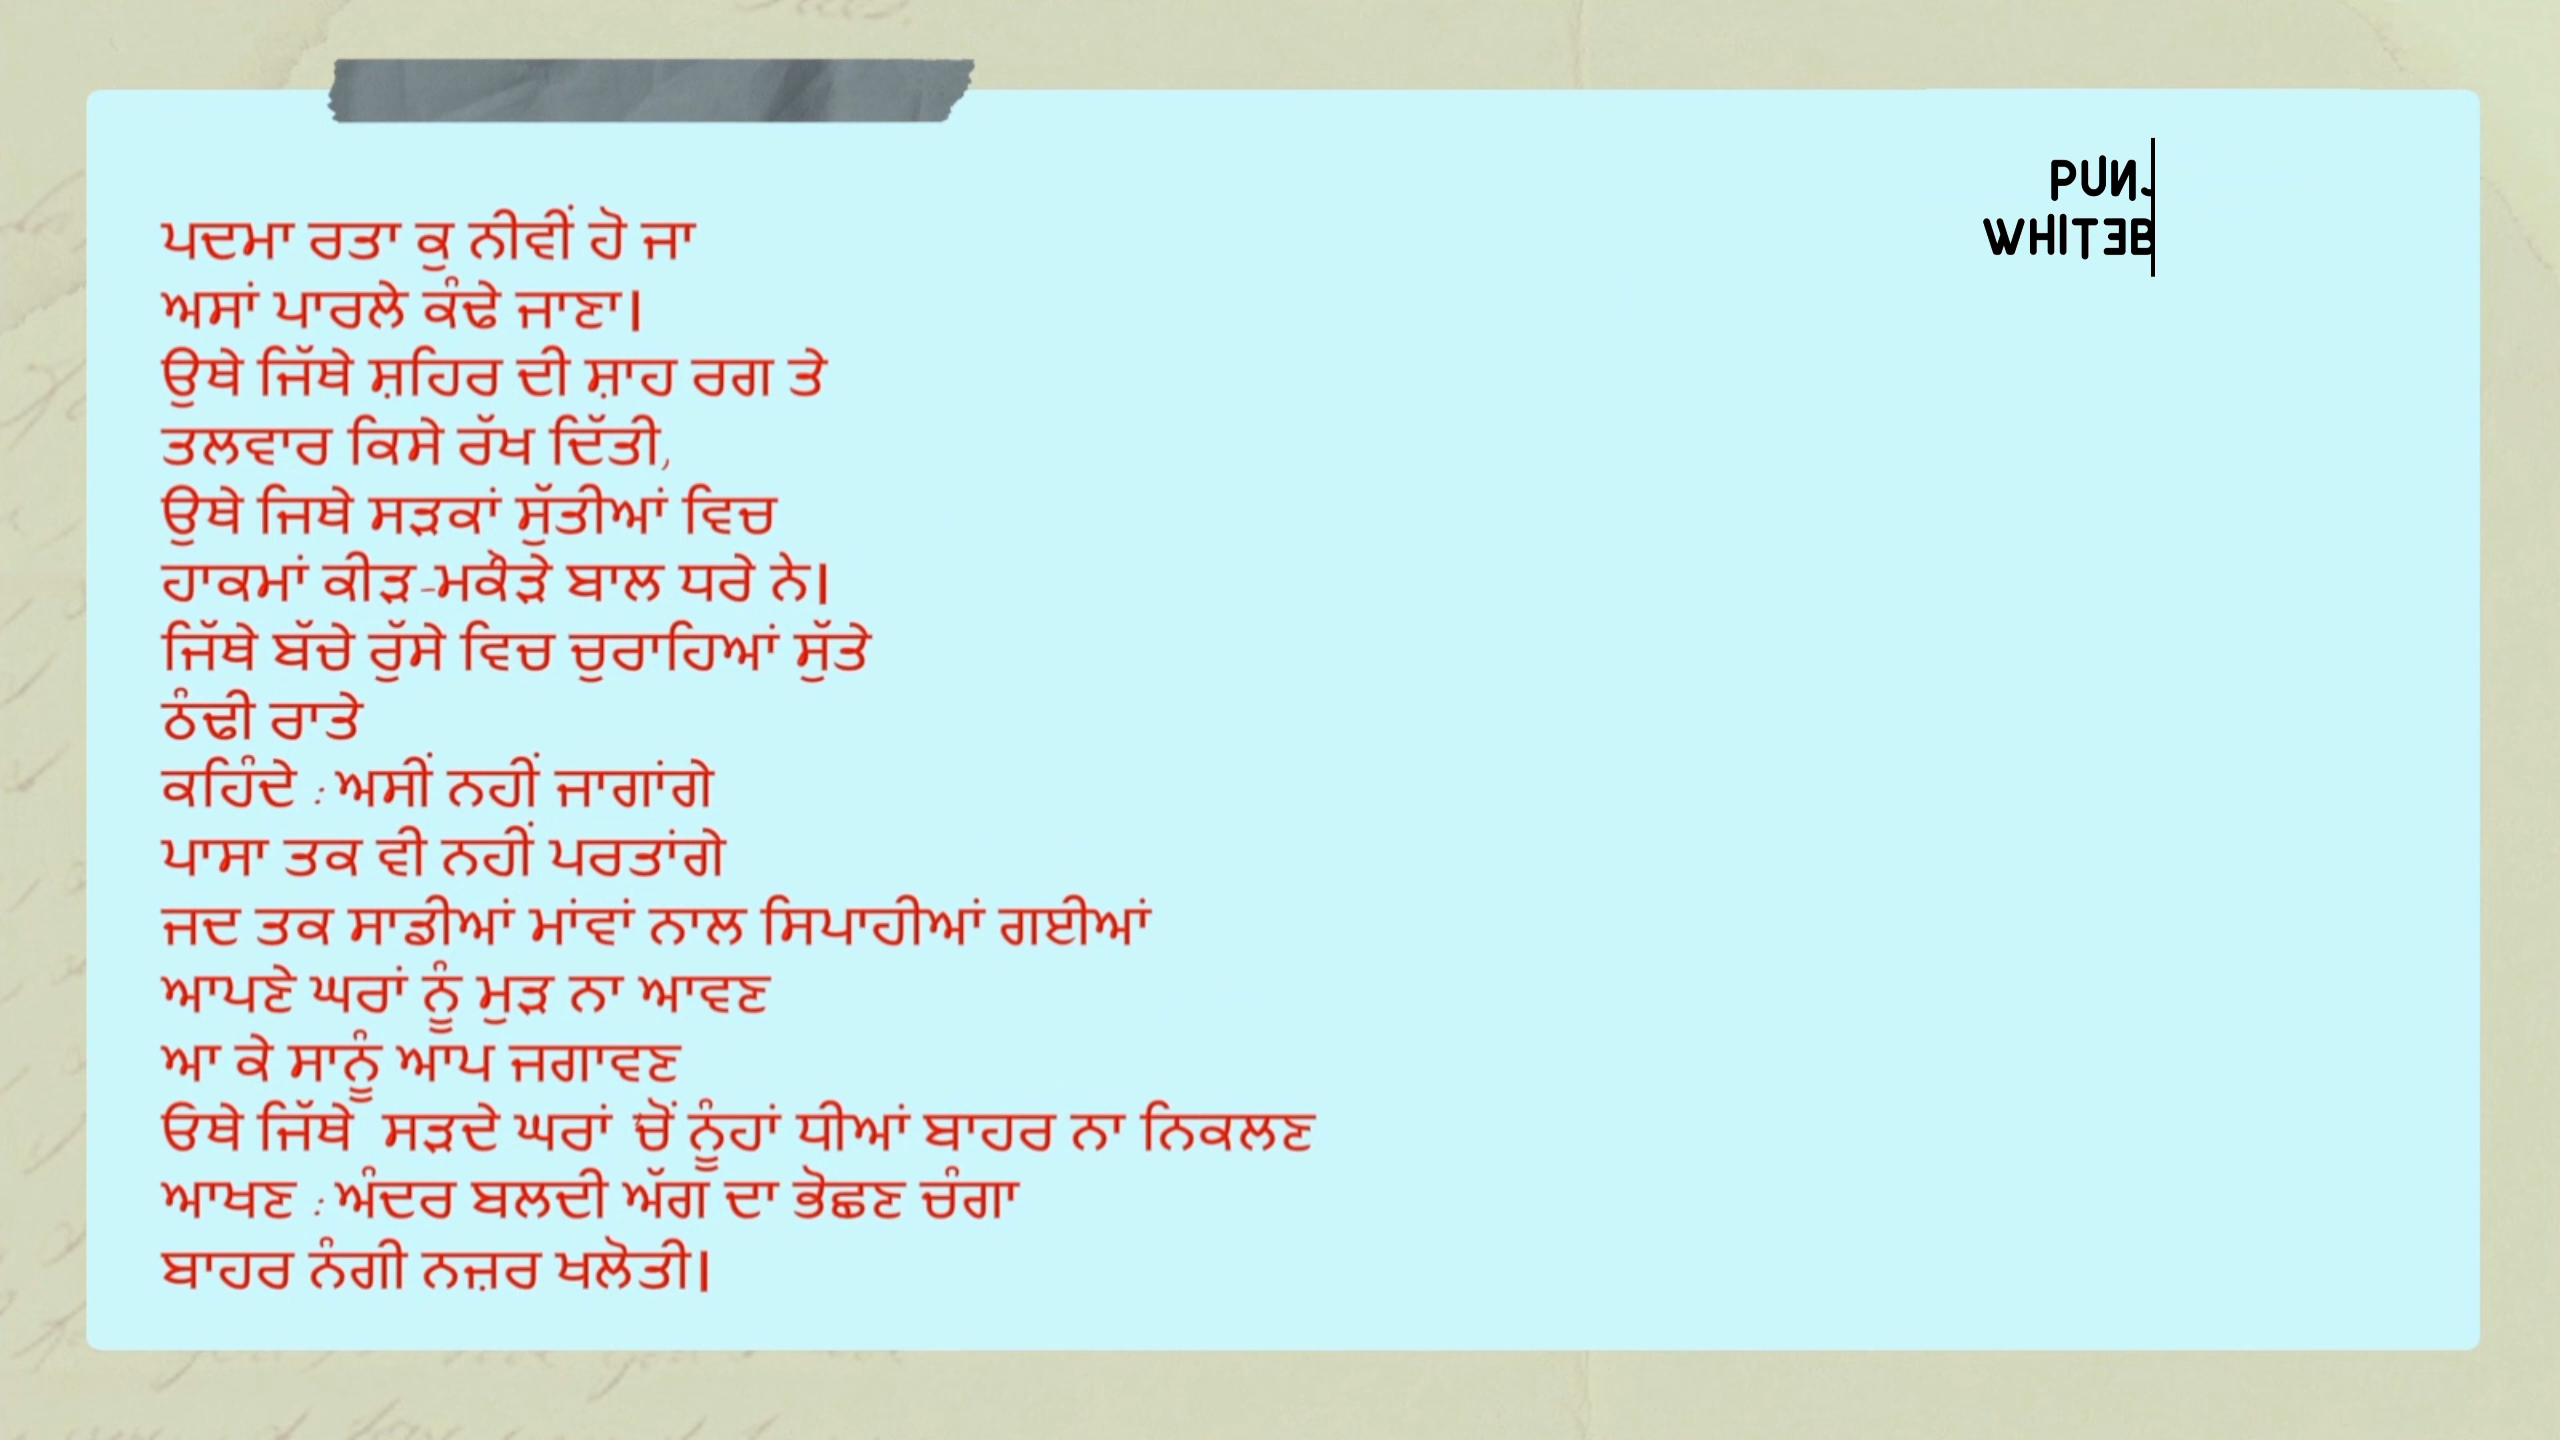 ਪਦਮਾ ਰਤਾ ਕੁ ਨੀਵੀਂ ਹੋ ਜਾ
ਅਸਾਂ ਪਾਰਲੇ ਕੰਢੇ ਜਾਣਾ।
ਉਥੇ ਜਿੱਥੇ ਸ਼ਹਿਰ ਦੀ ਸ਼ਾਹ ਰਗ ਤੇ
ਤਲਵਾਰ ਕਿਸੇ ਰੱਖ ਦਿੱਤੀ,
ਉਥੇ ਜਿਥੇ ਸੜਕਾਂ ਸੁੱਤੀਆਂ ਵਿਚ
ਹਾਕਮਾਂ ਕੀੜ-ਮਕੌੜੇ ਬਾਲ ਧਰੇ ਨੇ।
ਜਿੱਥੇ ਬੱਚੇ ਰੁੱਸੇ ਵਿਚ ਚੁਰਾਹਿਆਂ ਸੁੱਤੇ
ਠੰਢੀ ਰਾਤੇ
ਕਹਿੰਦੇ : ਅਸੀਂ ਨਹੀਂ ਜਾਗਾਂਗੇ
ਪਾਸਾ ਤਕ ਵੀ ਨਹੀਂ ਪਰਤਾਂਗੇ
ਜਦ ਤਕ ਸਾਡੀਆਂ ਮਾਂਵਾਂ ਨਾਲ ਸਿਪਾਹੀਆਂ ਗਈਆਂ
ਆਪਣੇ ਘਰਾਂ ਨੂੰ ਮੁੜ ਨਾ ਆਵਣ
ਆ ਕੇ ਸਾਨੂੰ ਆਪ ਜਗਾਵਣ
ਓਥੇ ਜਿੱਥੇ ਸੜਦੇ ਘਰਾਂ 'ਚੋਂ ਨੂੰਹਾਂ ਧੀਆਂ ਬਾਹਰ ਨਾ ਨਿਕਲਣ
ਆਖਣ : ਅੰਦਰ ਬਲਦੀ ਅੱਗ ਦਾ ਭੋਛਣ ਚੰਗਾ
ਬਾਹਰ ਨੰਗੀ ਨਜ਼ਰ ਖਲੋਤੀ।